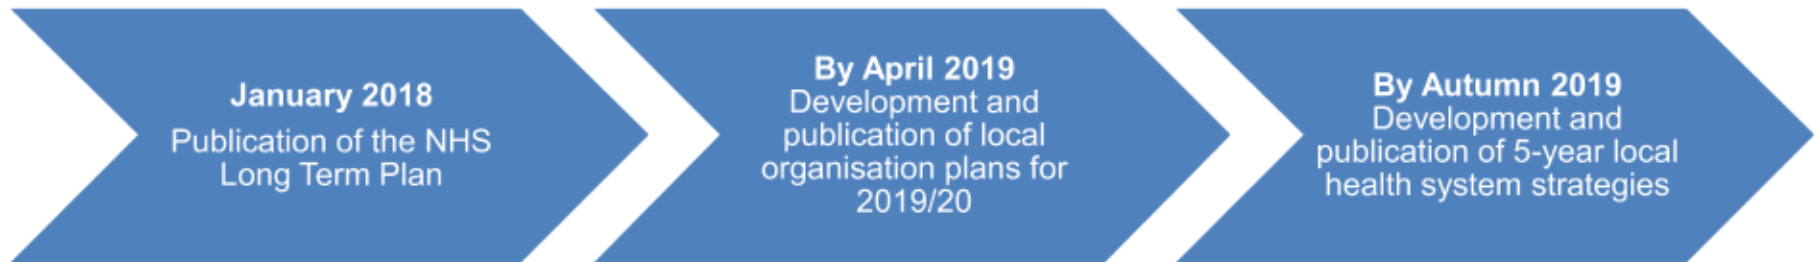 January 2018
Publication of the NHS
Long Term Plan
By April 2019
Development and
publication of local
organisation plans for
2019/20
By Autumn 2019
Development and
publication of 5-year local
health system strategies